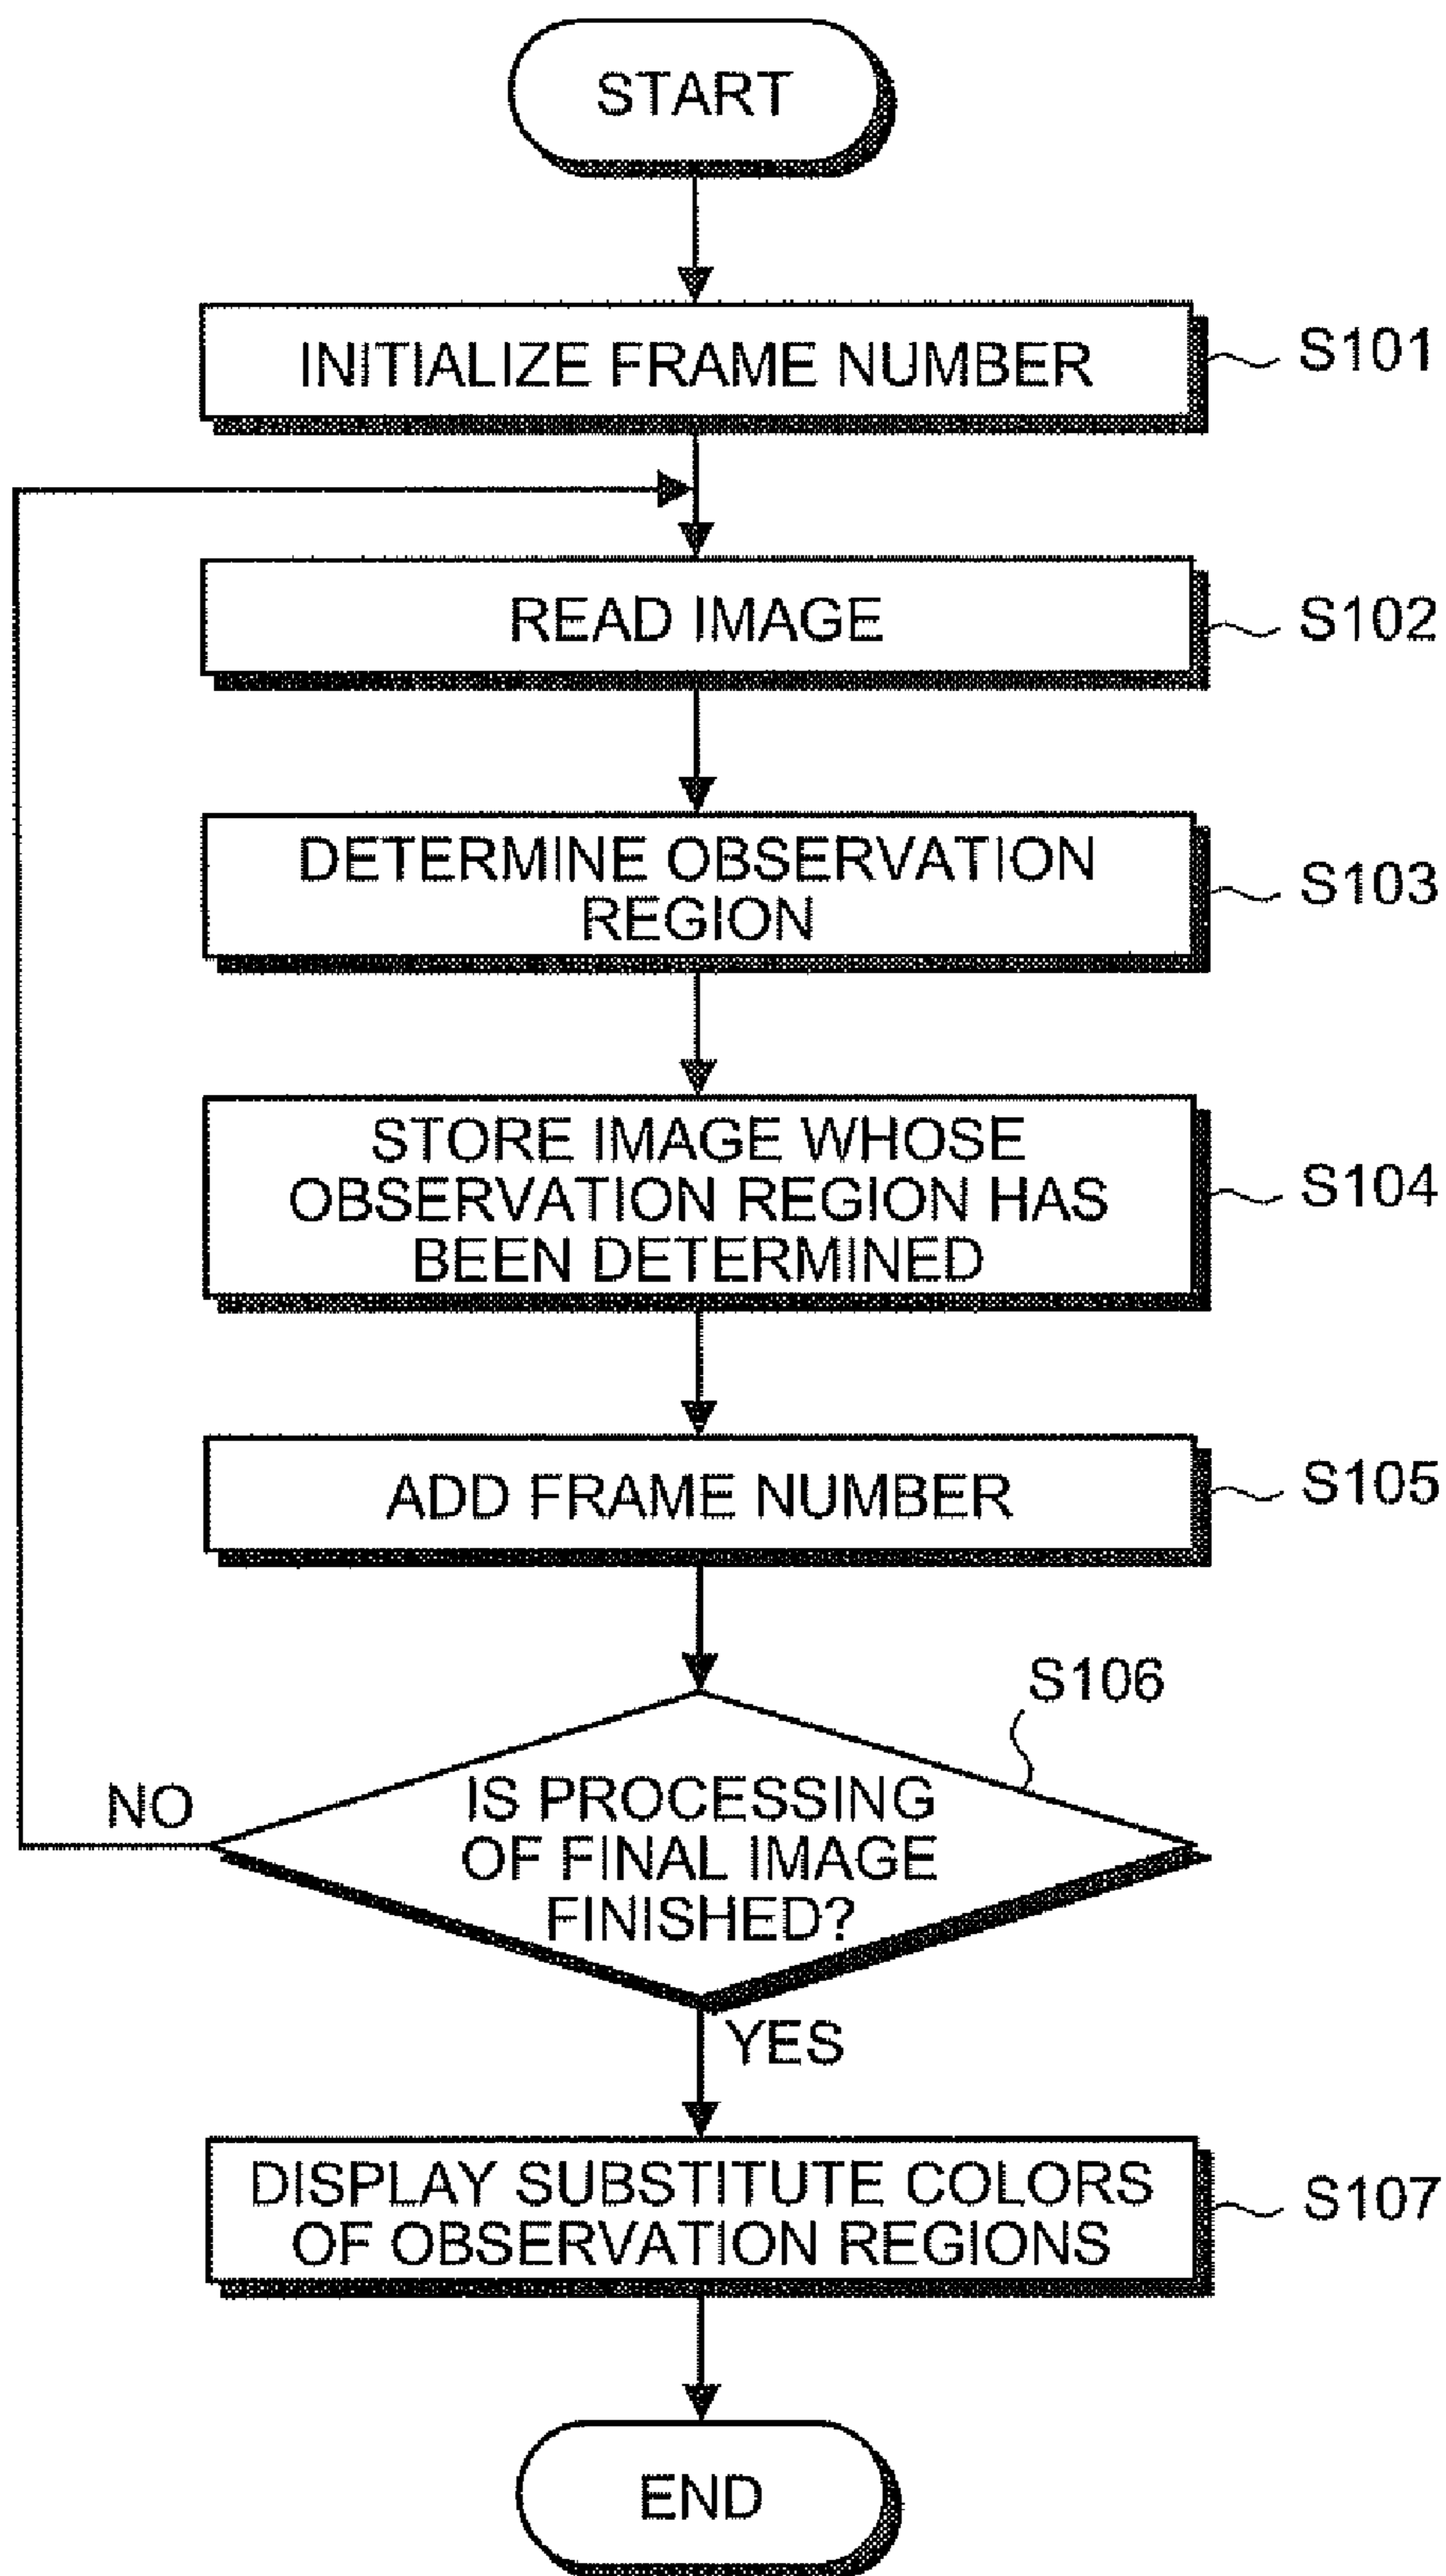 START
INITIALIZE FRAME NUMBER
S101
READ IMAGE
S102
DETERMINE OBSERVATION
REGION
S103
STORE IMAGE WHOSE
OBSERVATION REGION HAS
BEEN DETERMINED
S104
ADD FRAME NUMBER
S105
S106
IS PROCESSING
OF FINAL IMAGE
FINISHED?
NO
YES
DISPLAY SUBSTITUTE COLORS
OF OBSERVATION REGIONS
S107
END